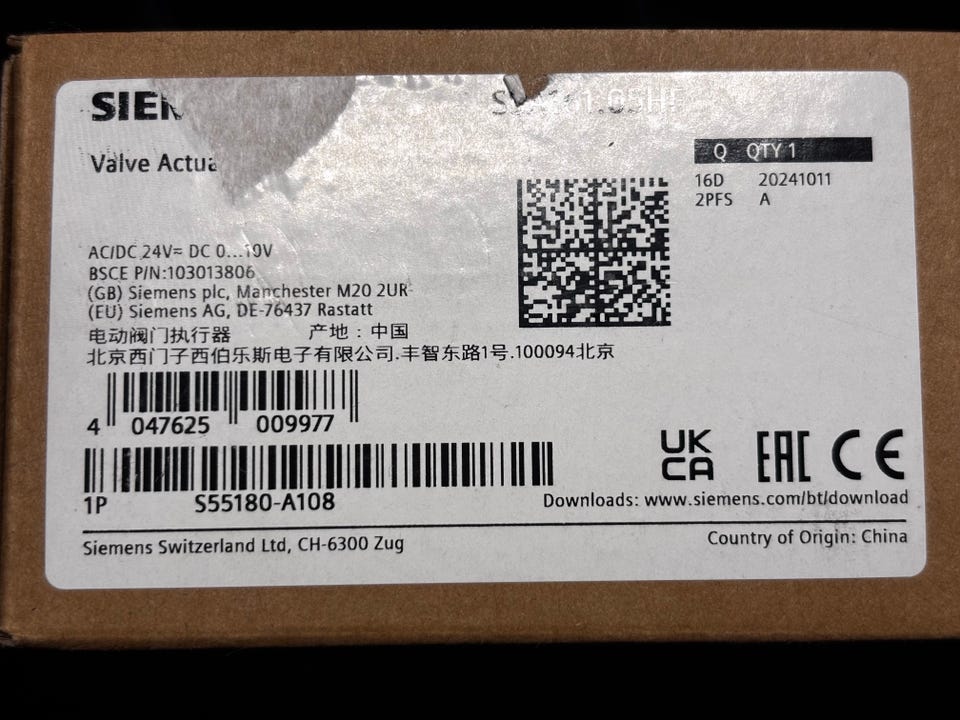 SIEM
Valve Actua
Q QTY 1
16D 20241011
2PFS A
AC/DC 24V≂ DC 0...10V
BSCE P/N:103013806
(GB) Siemens plc, Manchester M20 2UR
(EU) Siemens AG, DE-76437 Rastatt
电动阀门执行器 产地：中国
北京西门子西伯乐斯电子有限公司.丰智东路1号.100094北京
4 047625 009977
UK
CA EAC CE
1P S55180-A108
Downloads: www.siemens.com/bt/download
Siemens Switzerland Ltd, CH-6300 Zug
Country of Origin: China